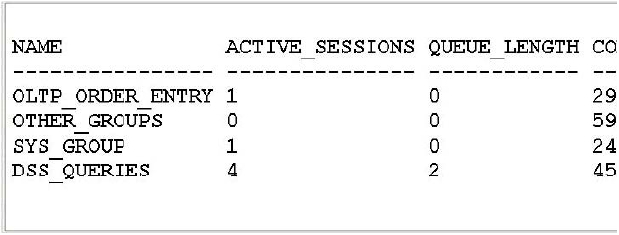 NAME ACTIVE_SESSIONS QUEUE_LENGTH CO
---------------- --------------- ------------ --
OLTP_ORDER_ENTRY 1 0 29
OTHER_GROUPS 0 0 59
SYS_GROUP 1 0 24
DSS_QUERIES 4 2 45